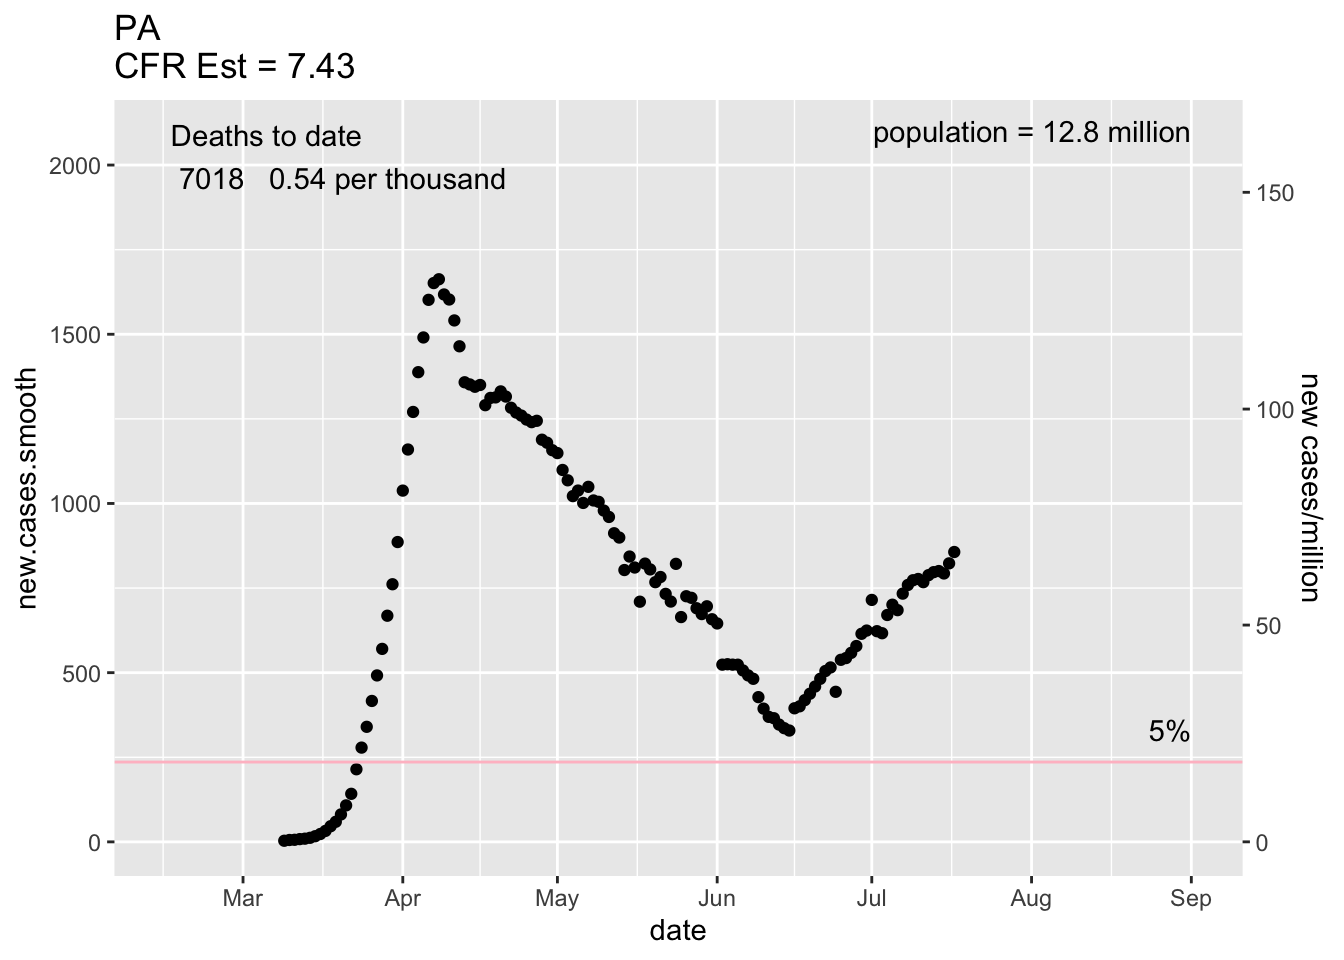 PA
CFR Est = 7.43
Deaths to date
7018 0.54 per thousand
population = 12.8 million
2000
1500
1000
500
0
new.cases.smooth
150
100
50
0
new cases/million
5%
Mar Apr May Jun Jul Aug Sep
date